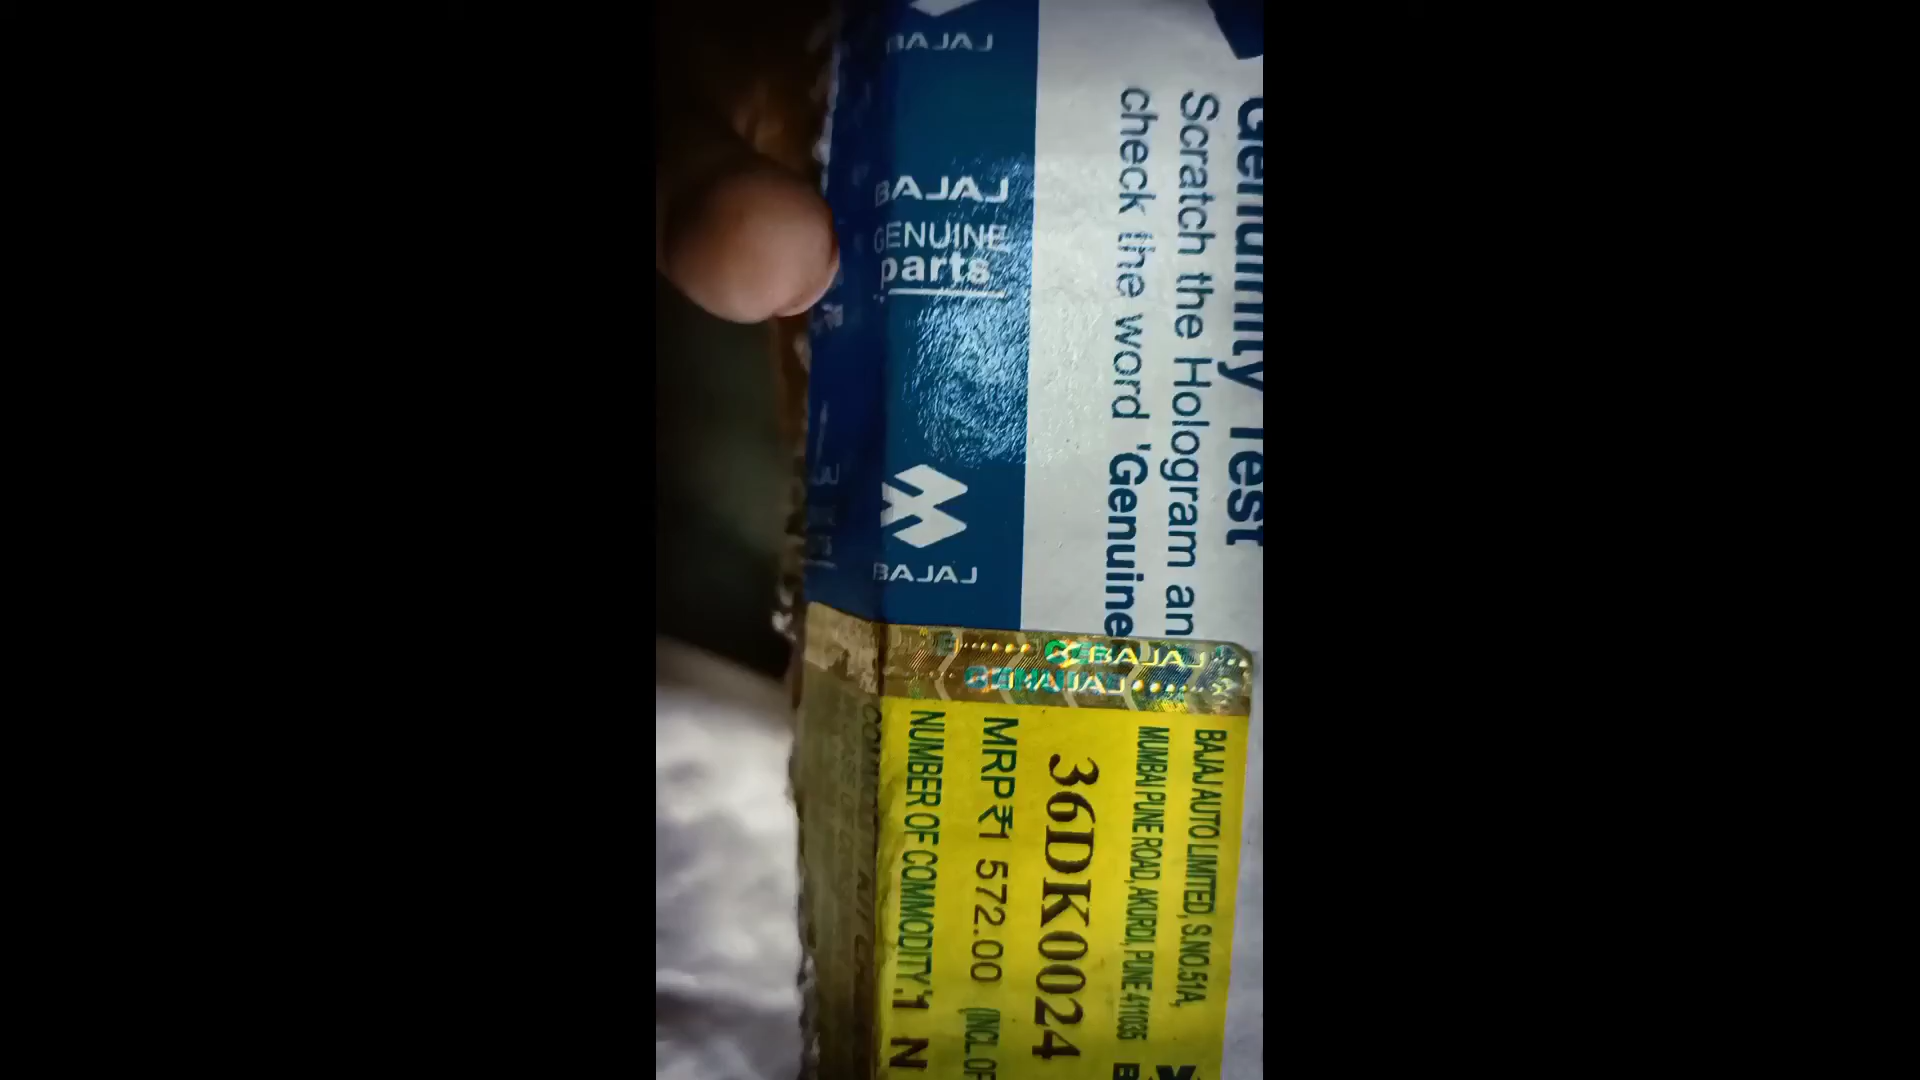 BAJAJ
BAJAJ
GENUINE
parts
BAJAJ
Genuinity Test
Scratch the Hologram an
check the word 'Genuine
BAJAJ
BAJAJ
BAJAJ AUTO LIMITED, S.NO.51A,
MUMBAI PUNE ROAD, AKURDI, PUNE 411035
36DK0024
MRP₹1 572.00 (INCL.OF
NUMBER OF COMMODITY:1 N